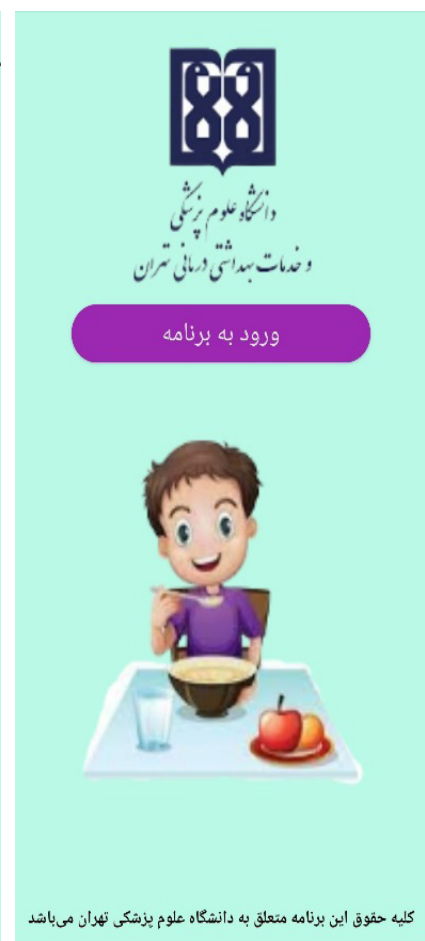 دانشگاه علوم پزشکی
و خدمات بهداشتی درمانی تهران
ورود به برنامه
کلیه حقوق این برنامه متعلق به دانشگاه علوم پزشکی تهران می‌باشد